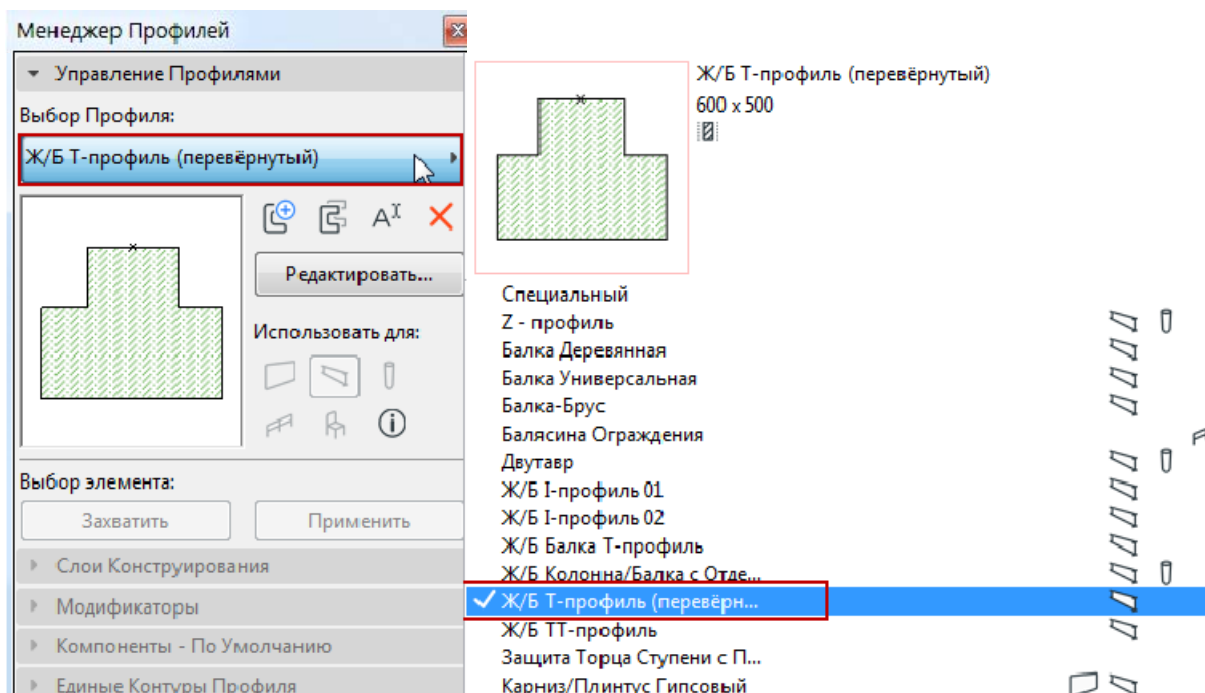 Менеджер Профилей
Управление Профилями
Выбор Профиля:
Ж/Б Т-профиль (перевёрнутый)
Редактировать...
Использовать для:
Выбор элемента:
Захватить
Применить
Слои Конструирования
Модификаторы
Компоненты - По Умолчанию
Единые Контуры Профиля
Ж/Б Т-профиль (перевёрнутый)
600 x 500
Специальный
Z - профиль
Балка Деревянная
Балка Универсальная
Балка-Брус
Балясина Ограждения
Двутавр
Ж/Б I-профиль 01
Ж/Б I-профиль 02
Ж/Б Балка Т-профиль
Ж/Б Колонна/Балка с Отде...
Ж/Б Т-профиль (перевёрн...
Ж/Б ТТ-профиль
Защита Торца Ступени с П...
Карниз/Плинтус Гипсовый